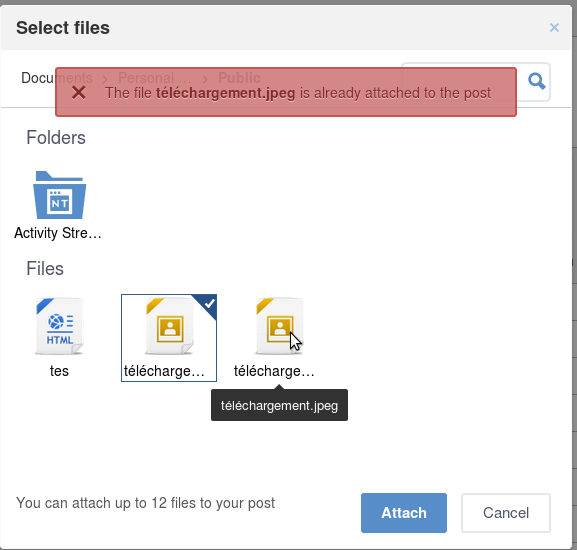 Select files
×
Documents > Personal ... > Public
The file téléchargement.jpeg is already attached to the post
Folders
NT
Activity Stre...
Files
HTML
tes
télécharge...
télécharge...
téléchargement.jpeg
You can attach up to 12 files to your post
Attach
Cancel